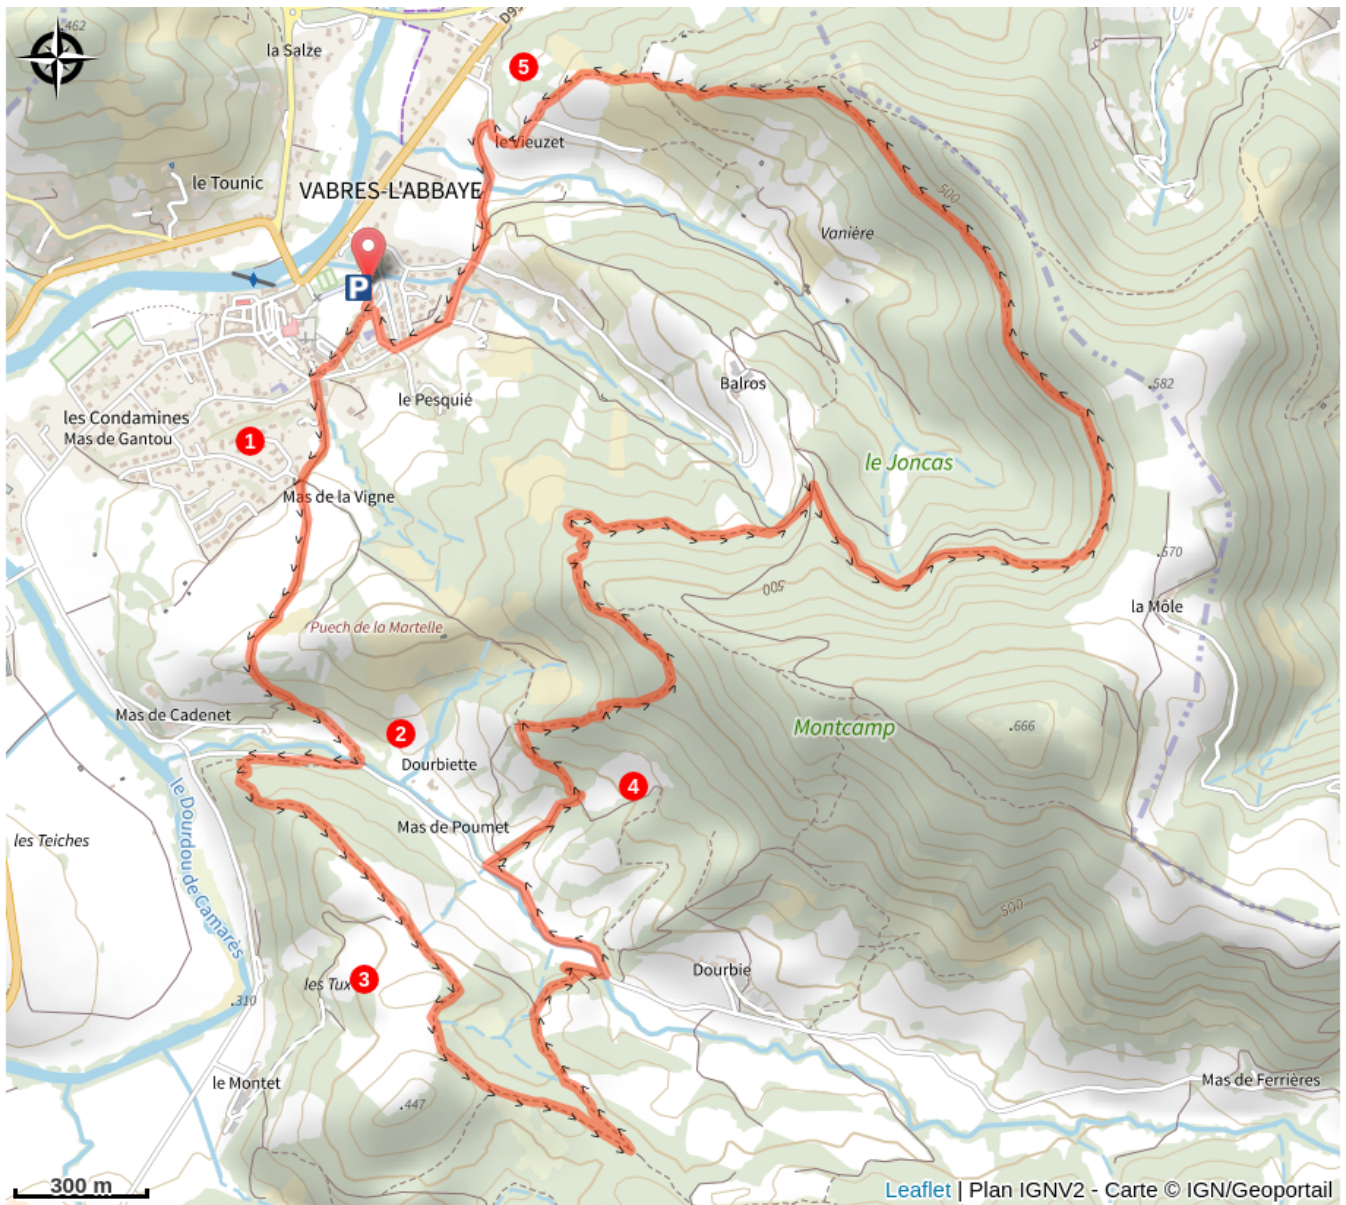 462
D9
la Salze
5
le Vieuzet
le Tounic
VABRES-L'ABBAYE
500
Vanière
P
582
Balros
le Pesquié
les Condamines
Mas de Gantou
1
le Joncas
Mas de la Vigne
570
500
la Môle
Puech de la Martelle
Mas de Cadenet
2
666
Montcamp
Dourbiette
4
le Dourdou de Camarès
Mas de Poumet
les Teiches
500
Dourbie
les Tux
3
310
le Montet
Mas de Ferrières
447
300 m
Leaflet | Plan IGNV2 - Carte © IGN/Geoportail